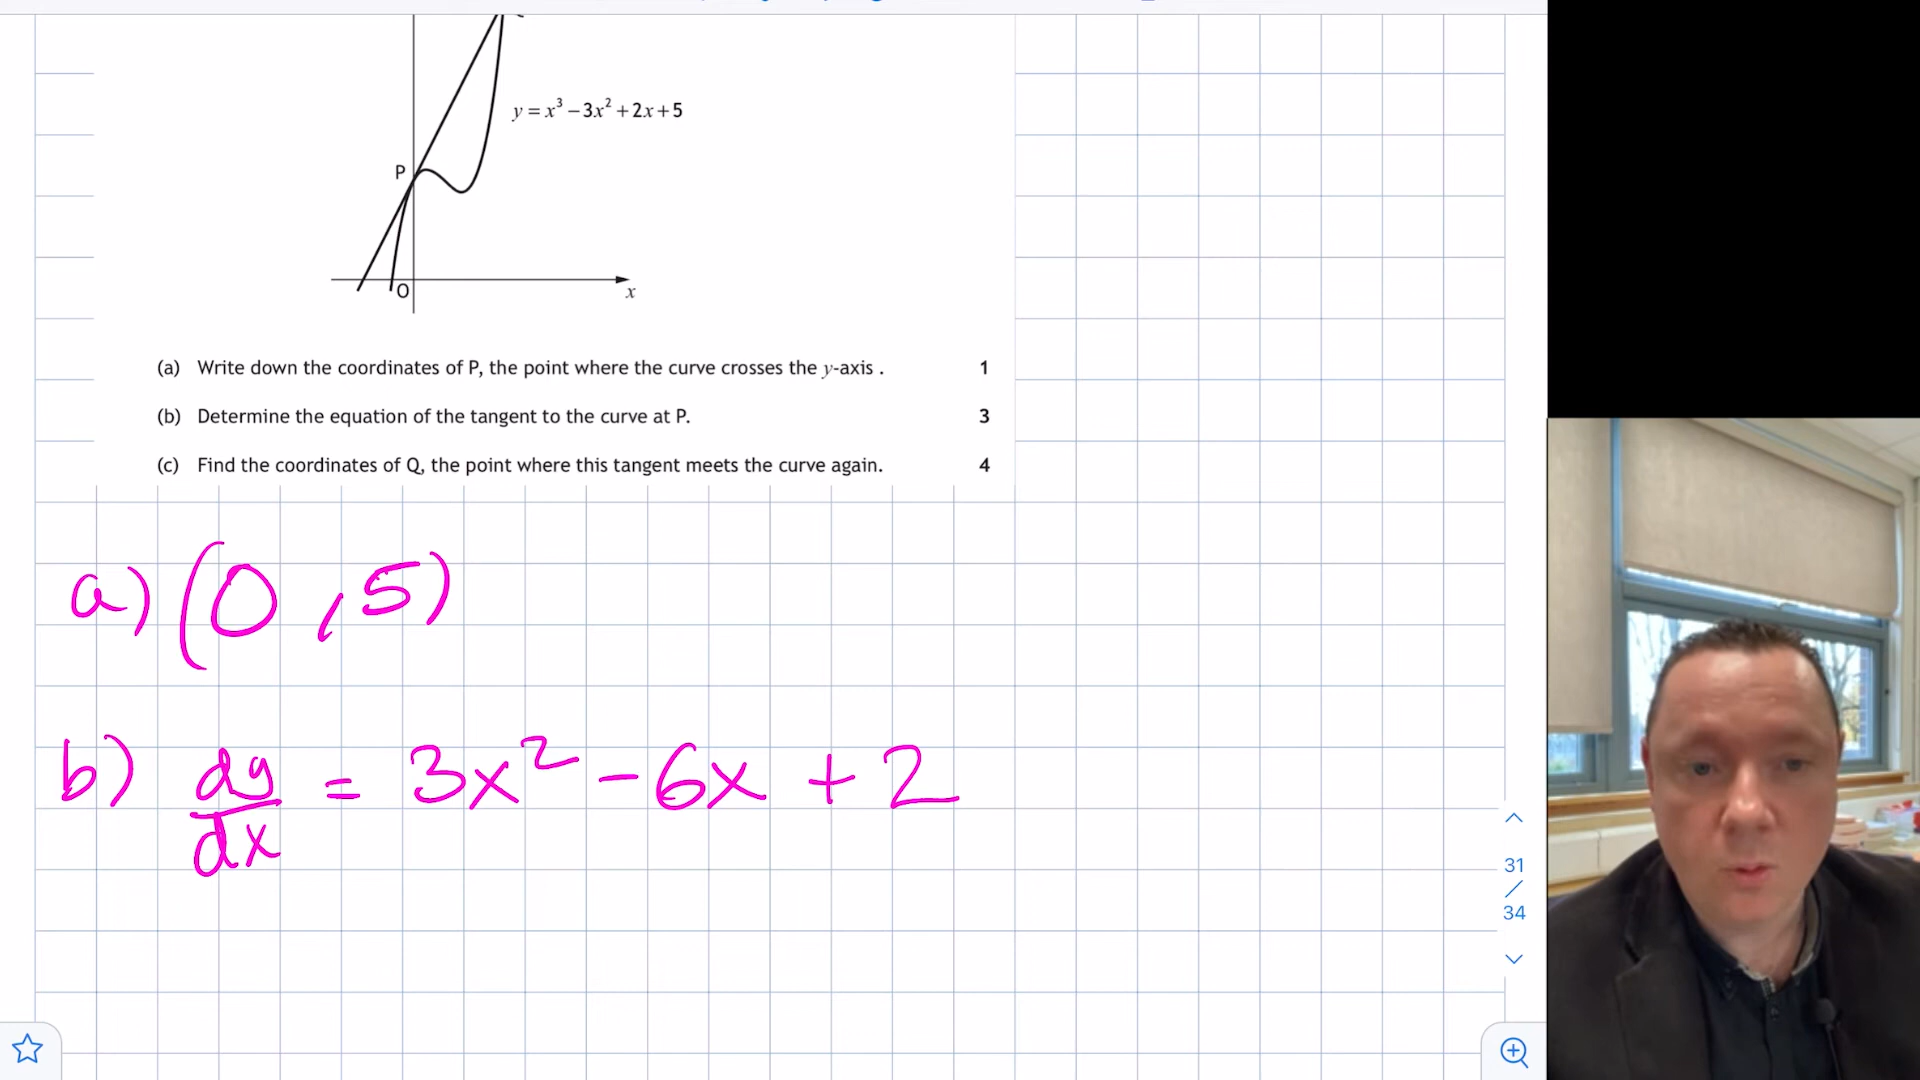 y = x³ – 3x² + 2x + 5
P
O
x
(a) Write down the coordinates of P, the point where the curve crosses the y-axis . 1
(b) Determine the equation of the tangent to the curve at P. 3
(c) Find the coordinates of Q, the point where this tangent meets the curve again. 4
a) (0 , 5)
b) dy/dx = 3x² - 6x + 2
31
/
34